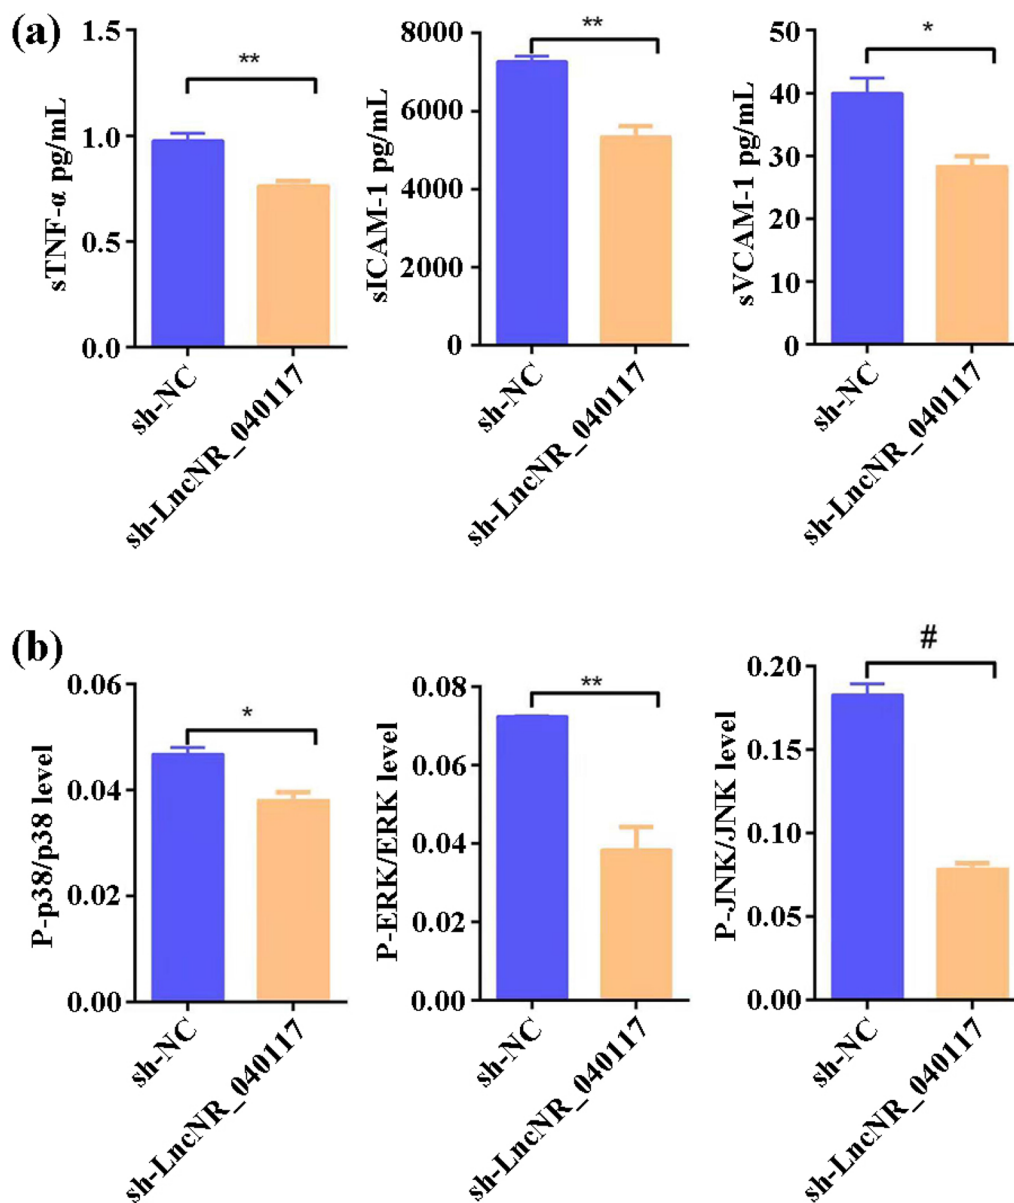 (a)
sTNF-α pg/mL
1.5
1.0
0.5
0.0
**
sh-NC
sh-LncNR_040117
sICAM-1 pg/mL
8000
6000
4000
2000
0
**
sh-NC
sh-LncNR_040117
sVCAM-1 pg/mL
50
40
30
20
10
0
*
sh-NC
sh-LncNR_040117
(b)
P-p38/p38 level
0.06
0.04
0.02
0.00
*
sh-NC
sh-LncNR_040117
P-ERK/ERK level
0.08
0.06
0.04
0.02
0.00
**
sh-NC
sh-LncNR_040117
P-JNK/JNK level
0.20
0.15
0.10
0.05
0.00
#
sh-NC
sh-LncNR_040117